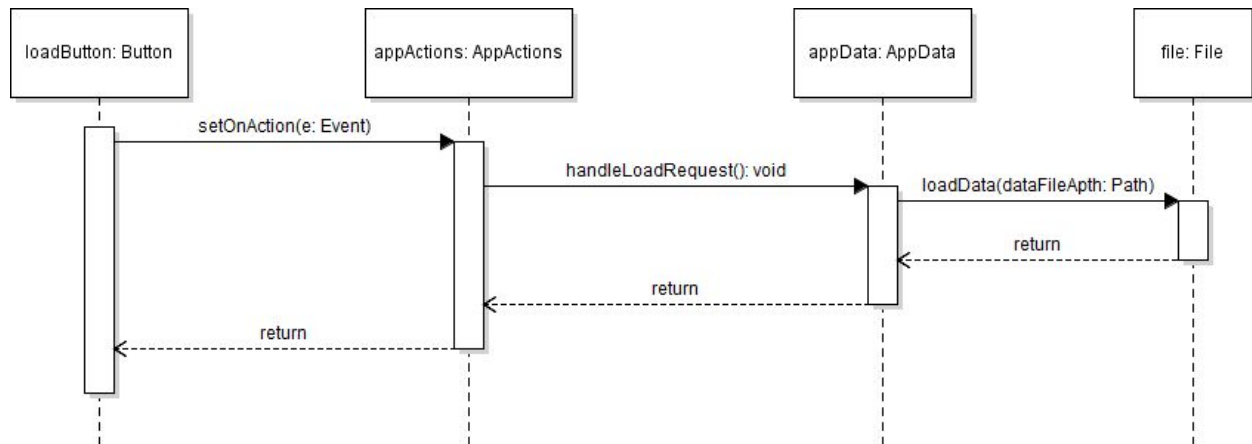 loadButton: Button
appActions: AppActions
appData: AppData
file: File
setOnAction(e: Event)
handleLoadRequest(): void
loadData(dataFileApth: Path)
return
return
return